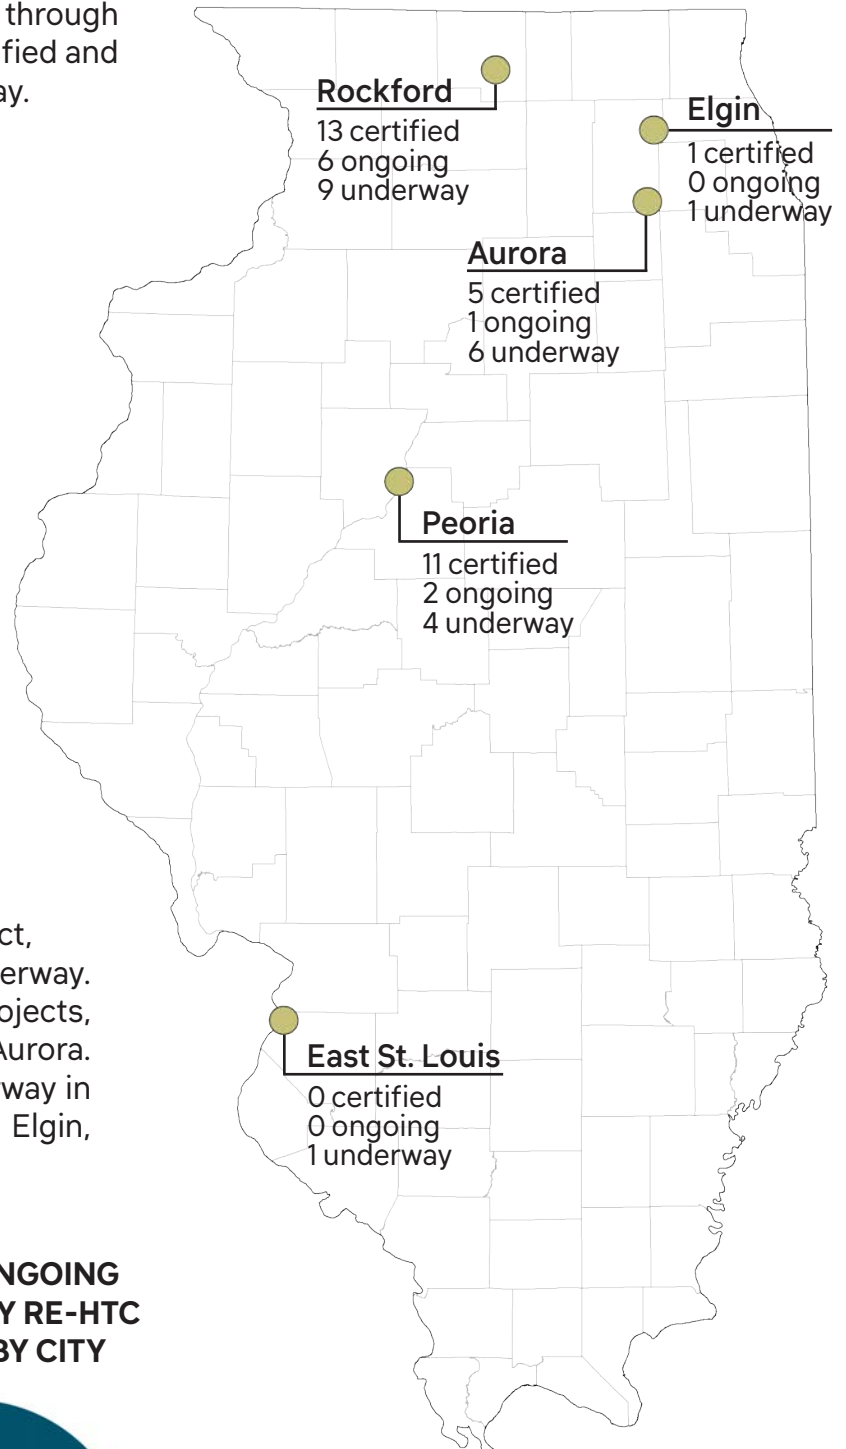 through
fied and
ay.
Rockford
13 certified
6 ongoing
9 underway
Elgin
1 certified
0 ongoing
1 underway
Aurora
5 certified
1 ongoing
6 underway
Peoria
11 certified
2 ongoing
4 underway
ct,
erway.
ojects,
Aurora.
rway in
Elgin,
East St. Louis
0 certified
0 ongoing
1 underway
NGOING
Y RE-HTC
BY CITY